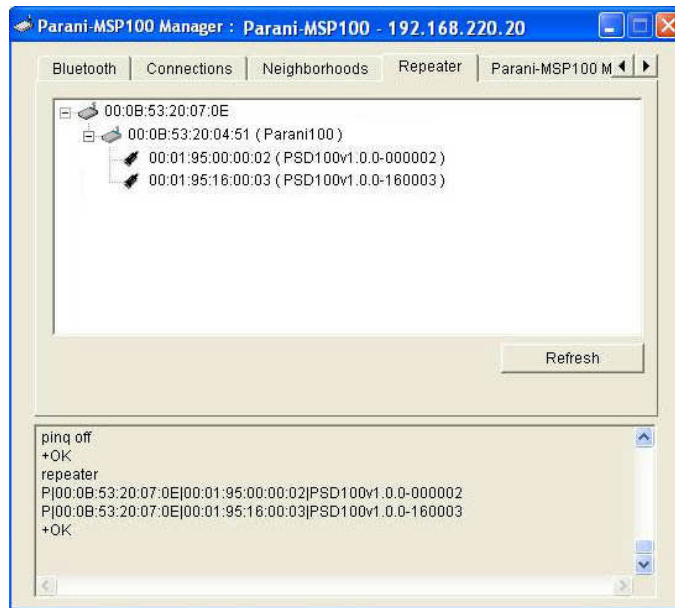 Parani-MSP100 Manager : Parani-MSP100 - 192.168.220.20
Bluetooth Connections Neighborhoods Repeater Parani-MSP100 M
00:0B:53:20:07:0E
00:0B:53:20:04:51 ( Parani100 )
00:01:95:00:00:02 ( PSD100v1.0.0-000002 )
00:01:95:16:00:03 ( PSD100v1.0.0-160003 )
Refresh
pinq off
+OK
repeater
P|00:0B:53:20:07:0E|00:01:95:00:00:02|PSD100v1.0.0-000002
P|00:0B:53:20:07:0E|00:01:95:16:00:03|PSD100v1.0.0-160003
+OK